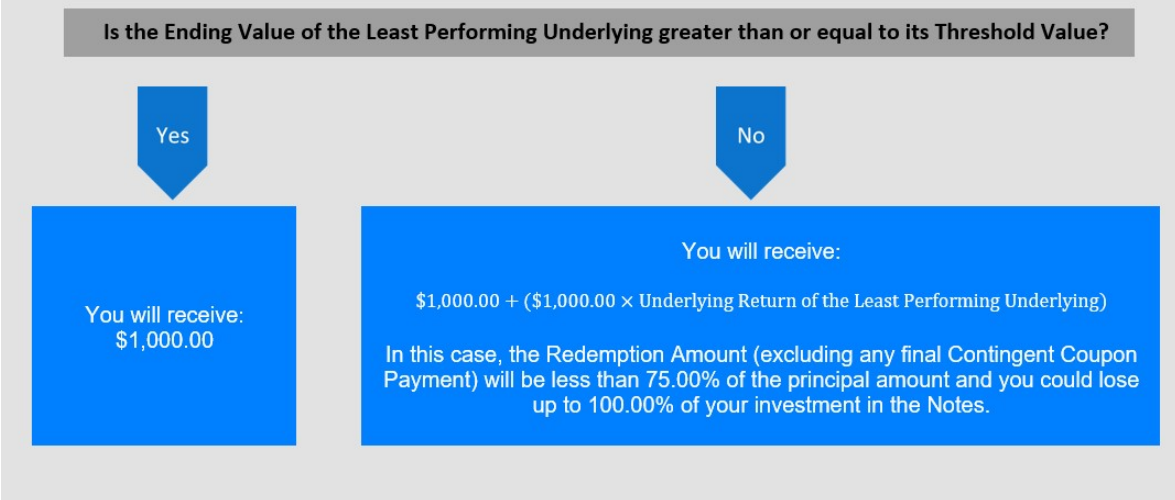 Is the Ending Value of the Least Performing Underlying greater than or equal to its Threshold Value?
Yes
No
You will receive:
$1,000.00
You will receive:
$1,000.00 + ($1,000.00 × Underlying Return of the Least Performing Underlying)
In this case, the Redemption Amount (excluding any final Contingent Coupon
Payment) will be less than 75.00% of the principal amount and you could lose
up to 100.00% of your investment in the Notes.